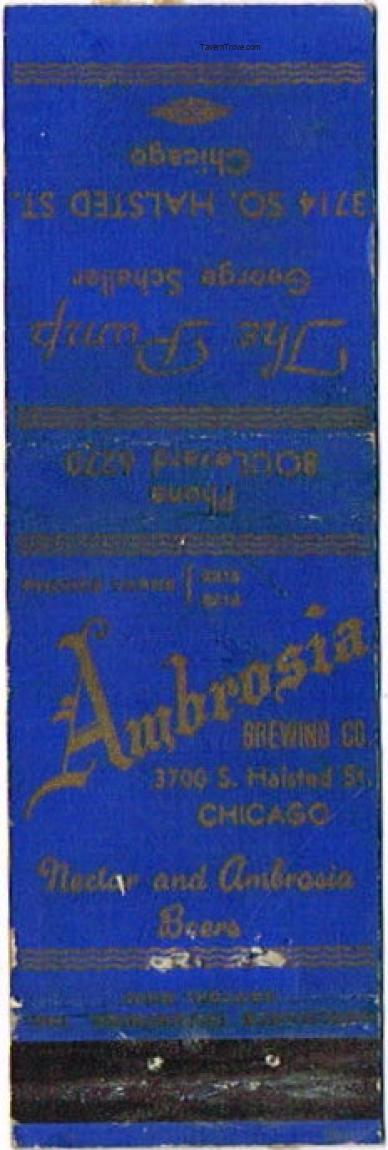 TavernTrove.com
The Pump
George Schaller
3714 SO. HALSTED ST.
Chicago
Phone
BOULevard 6270
Ambrosia
BREWING CO.
3700 S. Halsted St.
CHICAGO
Nectar and Ambrosia
Beers